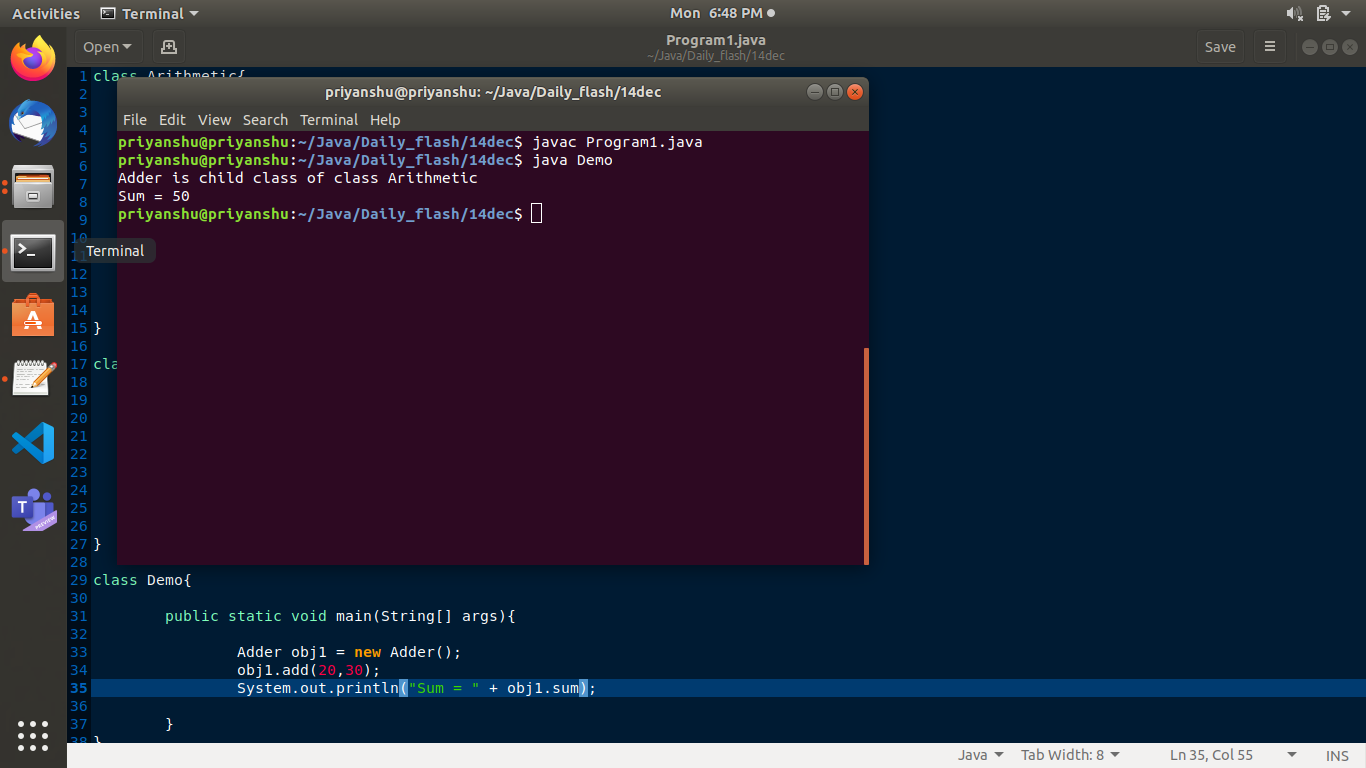 Activities
Terminal
Mon 6:48 PM
Open
Program1.java
~/Java/Daily_flash/14dec
Save
1 class Arithmetic{
2
3
4
5
6
7
8
9
10
11
12
13
14
15 }
16
17 cla
18
19
20
21
22
23
24
25
26
27 }
28
29 class Demo{
30
31 public static void main(String[] args){
32
33 Adder obj1 = new Adder();
34 obj1.add(20,30);
35 System.out.println("Sum = " + obj1.sum);
36
37 }
38 }
priyanshu@priyanshu: ~/Java/Daily_flash/14dec
File Edit View Search Terminal Help
priyanshu@priyanshu:~/Java/Daily_flash/14dec$ javac Program1.java
priyanshu@priyanshu:~/Java/Daily_flash/14dec$ java Demo
Adder is child class of class Arithmetic
Sum = 50
priyanshu@priyanshu:~/Java/Daily_flash/14dec$
Terminal
T
PREVIEW
Java Tab Width: 8 Ln 35, Col 55 INS